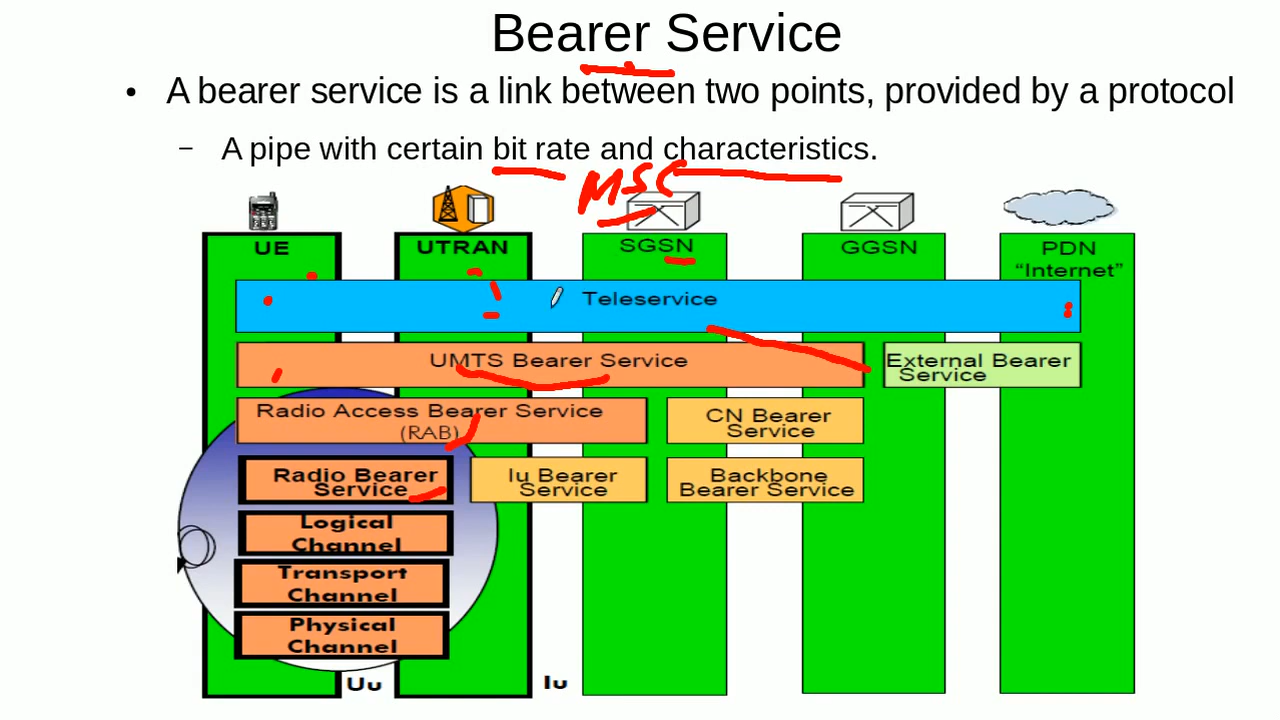 Bearer Service
• A bearer service is a link between two points, provided by a protocol
– A pipe with certain bit rate and characteristics.
MSC
UE
UTRAN
SGSN
GGSN
PDN
“Internet”
Teleservice
UMTS Bearer Service
External Bearer
Service
Radio Access Bearer Service
(RAB)
CN Bearer
Service
Radio Bearer
Service
Iu Bearer
Service
Backbone
Bearer Service
Logical
Channel
Transport
Channel
Physical
Channel
Uu
Iu